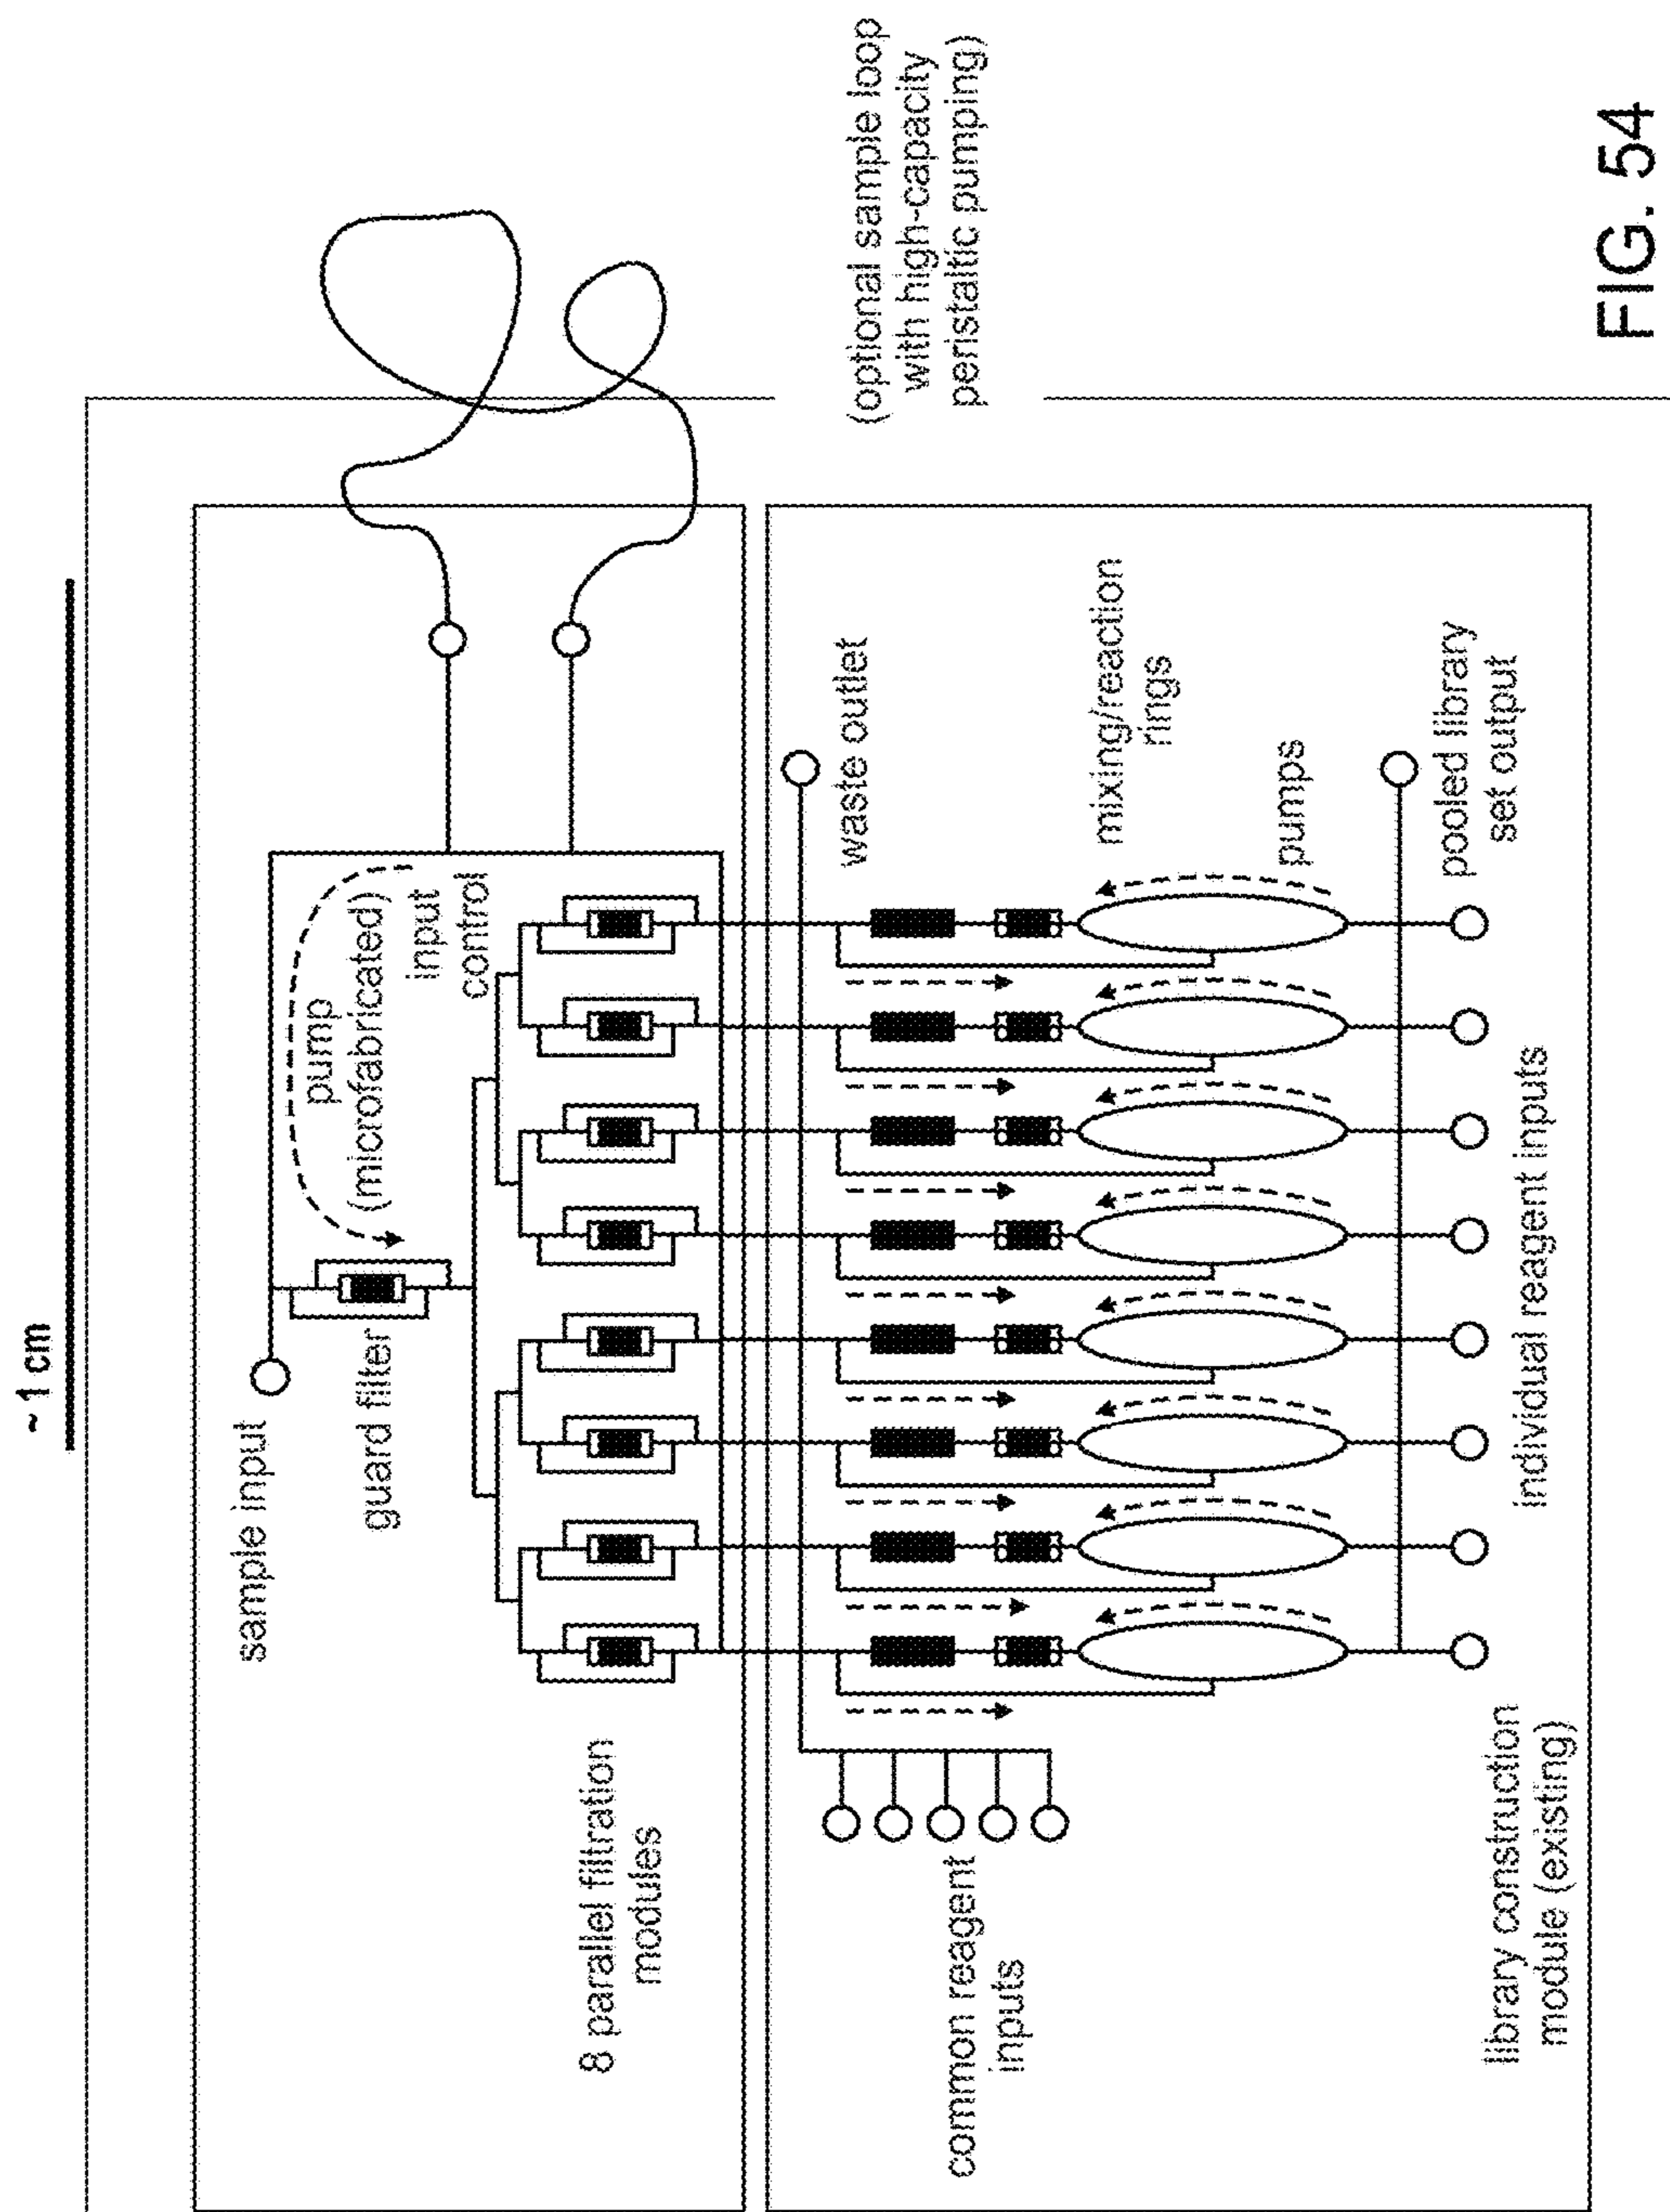 ~ 1 cm
sample input
guard filter
pump
(microfabricated)
input
control
8 parallel filtration
modules
(optional sample loop
with high-capacity
peristaltic pumping)
waste outlet
common reagent
inputs
mixing/reaction
rings
pumps
pooled library
set output
individual reagent inputs
library construction
module (existing)
FIG. 54